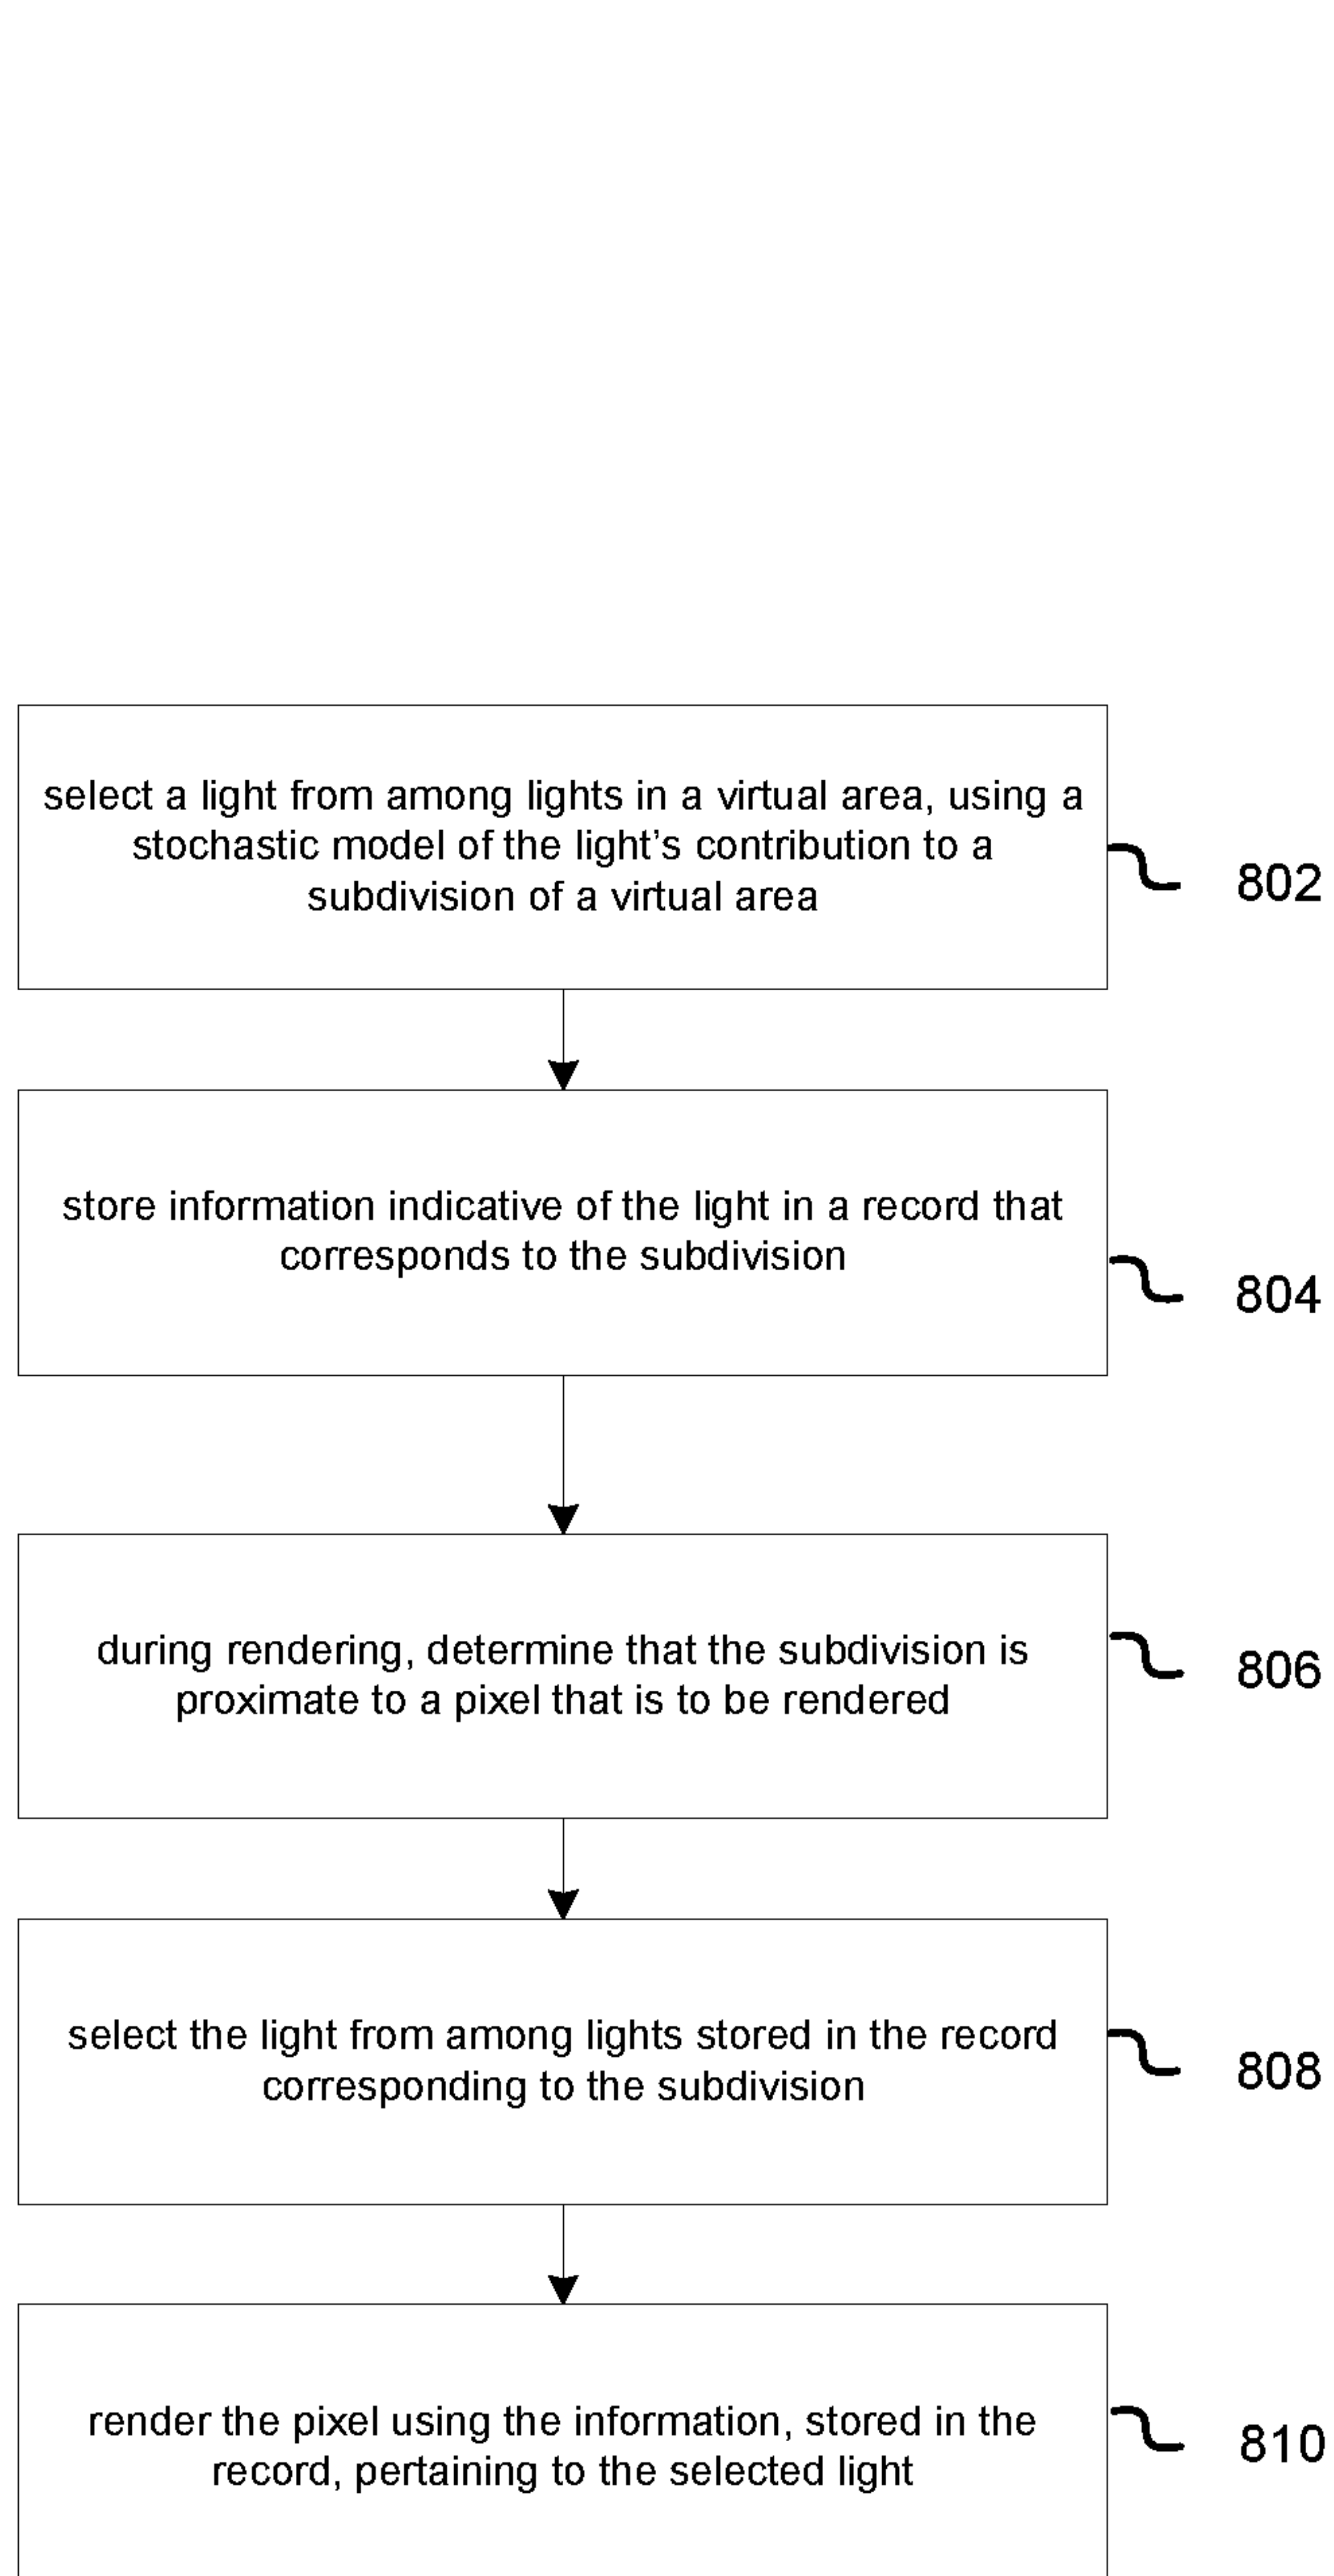 select a light from among lights in a virtual area, using a
stochastic model of the light's contribution to a
subdivision of a virtual area
802
store information indicative of the light in a record that
corresponds to the subdivision
804
during rendering, determine that the subdivision is
proximate to a pixel that is to be rendered
806
select the light from among lights stored in the record
corresponding to the subdivision
808
render the pixel using the information, stored in the
record, pertaining to the selected light
810